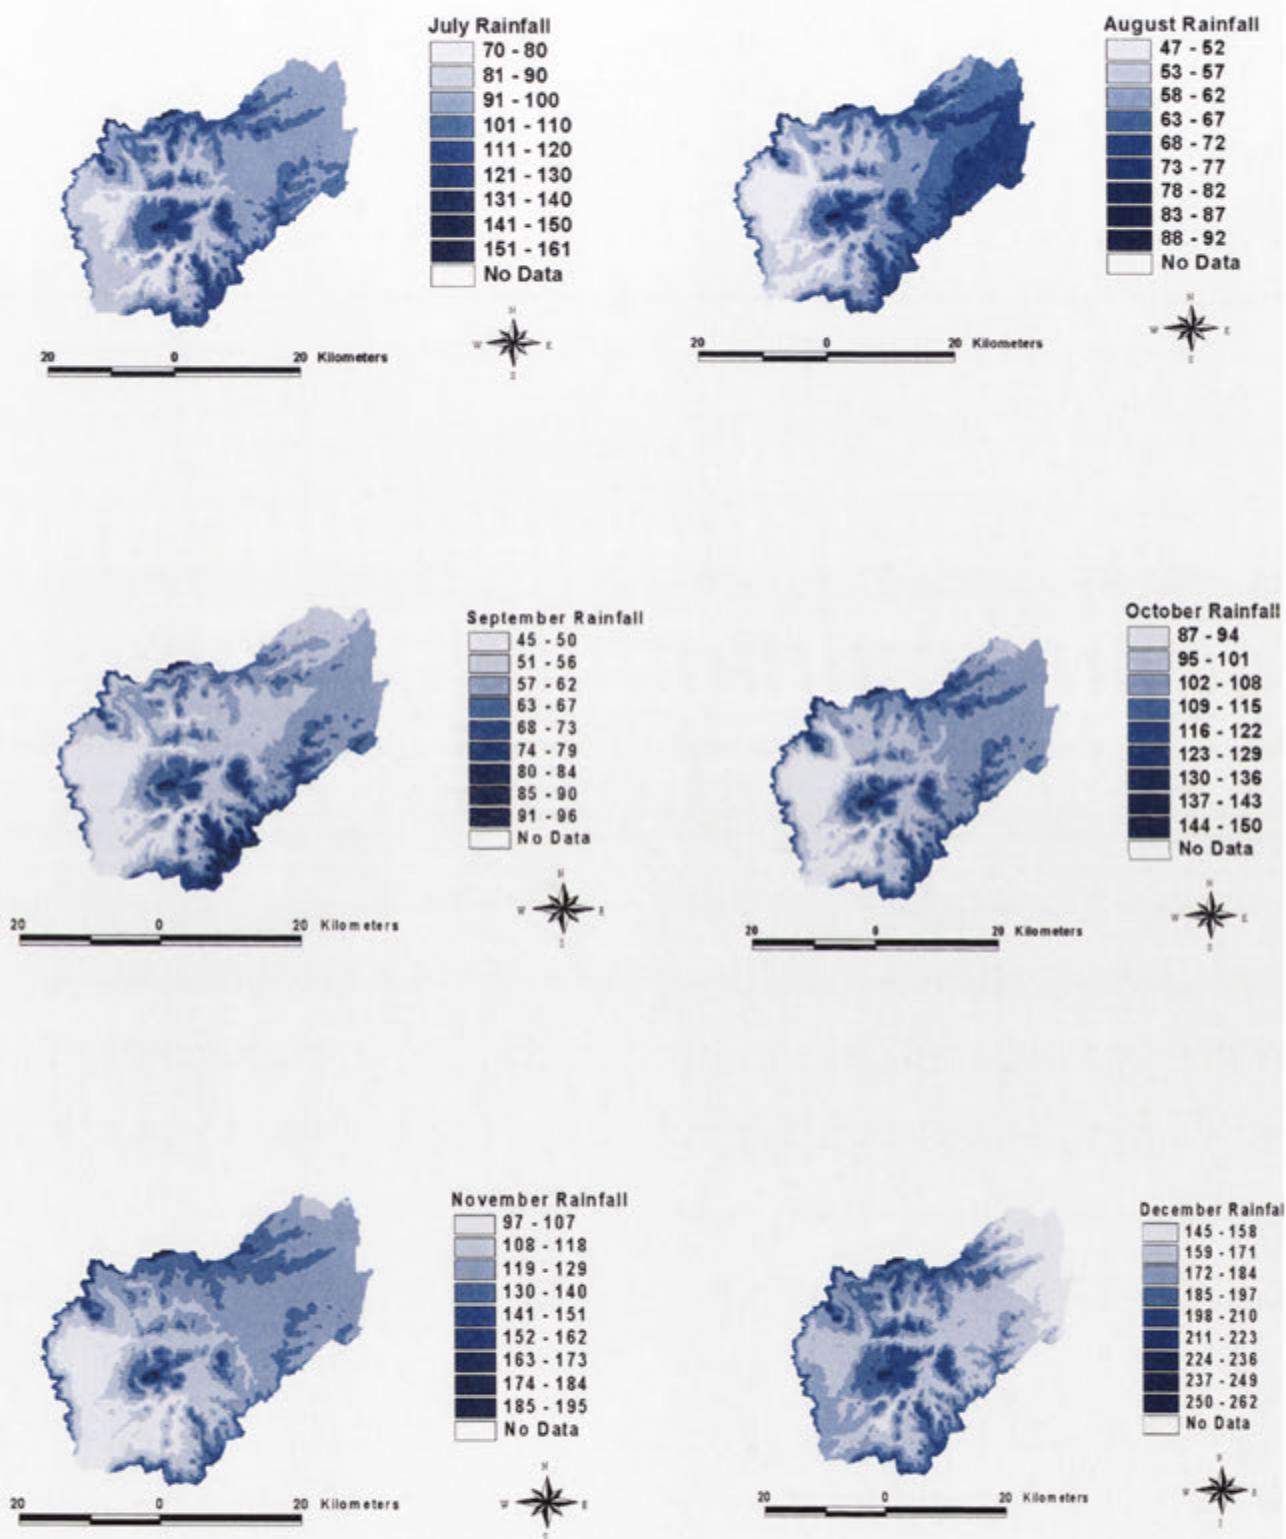 July Rainfall
70 - 80
81 - 90
91 - 100
101 - 110
111 - 120
121 - 130
131 - 140
141 - 150
151 - 161
No Data
N
W E
S
20 0 20 Kilometers
August Rainfall
47 - 52
53 - 57
58 - 62
63 - 67
68 - 72
73 - 77
78 - 82
83 - 87
88 - 92
No Data
N
W E
S
20 0 20 Kilometers
September Rainfall
45 - 50
51 - 56
57 - 62
63 - 67
68 - 73
74 - 79
80 - 84
85 - 90
91 - 96
No Data
N
W E
S
20 0 20 Kilometers
October Rainfall
87 - 94
95 - 101
102 - 108
109 - 115
116 - 122
123 - 129
130 - 136
137 - 143
144 - 150
No Data
N
W E
S
20 0 20 Kilometers
November Rainfall
97 - 107
108 - 118
119 - 129
130 - 140
141 - 151
152 - 162
163 - 173
174 - 184
185 - 195
No Data
N
W E
S
20 0 20 Kilometers
December Rainfal
145 - 158
159 - 171
172 - 184
185 - 197
198 - 210
211 - 223
224 - 236
237 - 249
250 - 262
No Data
N
W E
S
20 0 20 Kilometers